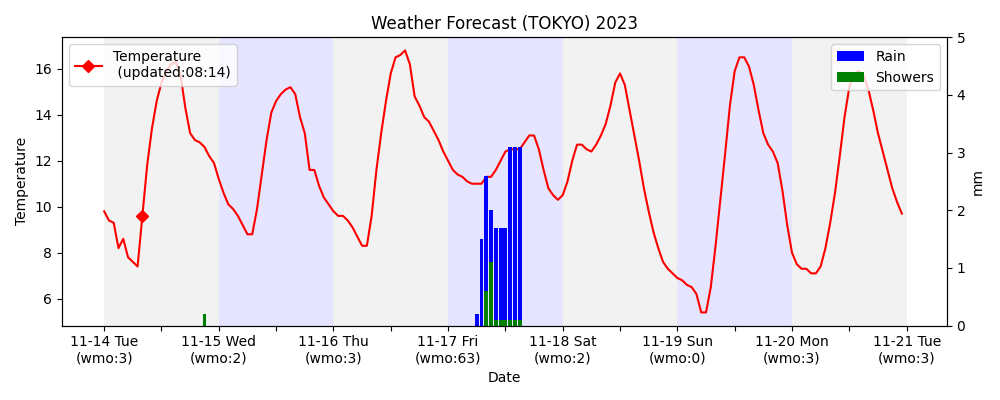 Weather Forecast (TOKYO) 2023
Temperature
(updated:08:14)
Rain
Showers
16
14
12
10
8
6
Temperature
5
4
3
2
1
0
mm
11-14 Tue
(wmo:3)
11-15 Wed
(wmo:2)
11-16 Thu
(wmo:3)
11-17 Fri
(wmo:63)
11-18 Sat
(wmo:2)
11-19 Sun
(wmo:0)
11-20 Mon
(wmo:3)
11-21 Tue
(wmo:3)
Date